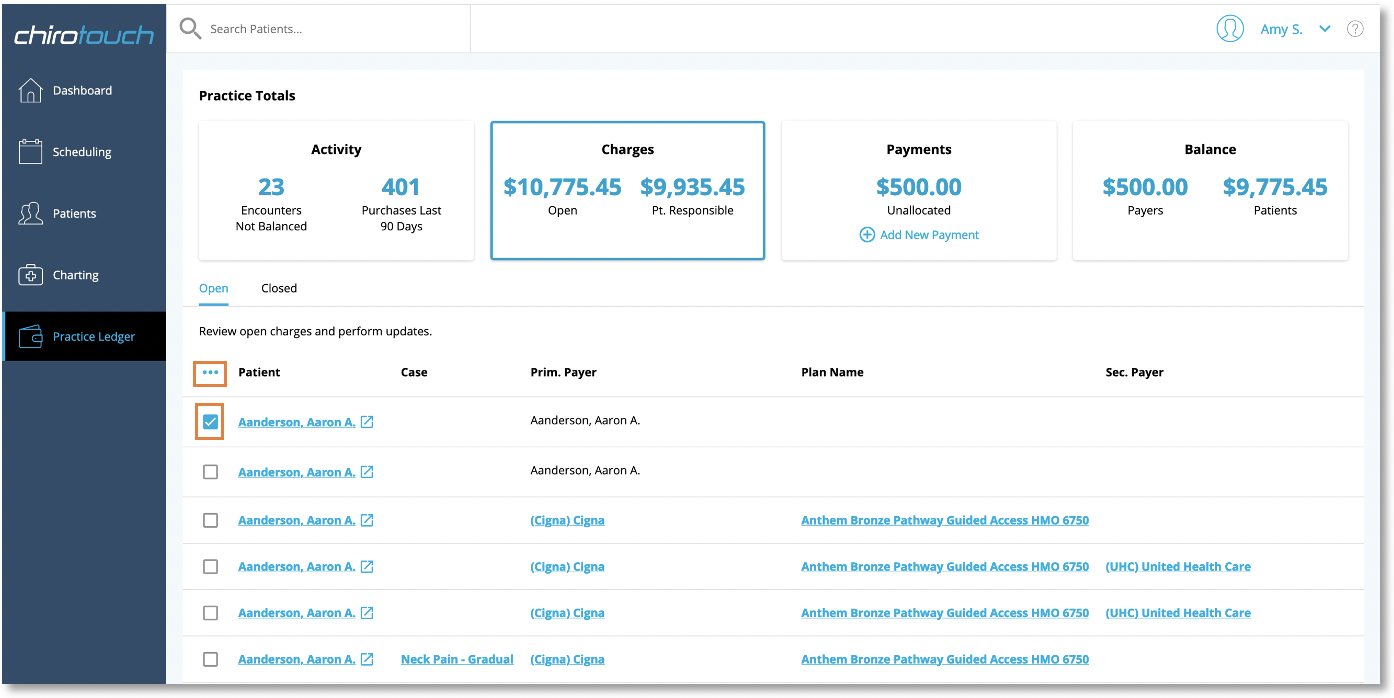 chirotouch
Search Patients...
Amy S.
?
Dashboard
Scheduling
Patients
Charting
Practice Ledger
Practice Totals
Activity
23
Encounters
Not Balanced
401
Purchases Last
90 Days
Charges
$10,775.45
Open
$9,935.45
Pt. Responsible
Payments
$500.00
Unallocated
Add New Payment
Balance
$500.00
Payers
$9,775.45
Patients
Open Closed
Review open charges and perform updates.
••• Patient Case Prim. Payer Plan Name Sec. Payer
Aanderson, Aaron A. Aanderson, Aaron A.
Aanderson, Aaron A. Aanderson, Aaron A.
Aanderson, Aaron A. (Cigna) Cigna Anthem Bronze Pathway Guided Access HMO 6750
Aanderson, Aaron A. (Cigna) Cigna Anthem Bronze Pathway Guided Access HMO 6750 (UHC) United Health Care
Aanderson, Aaron A. (Cigna) Cigna Anthem Bronze Pathway Guided Access HMO 6750 (UHC) United Health Care
Aanderson, Aaron A. Neck Pain - Gradual (Cigna) Cigna Anthem Bronze Pathway Guided Access HMO 6750